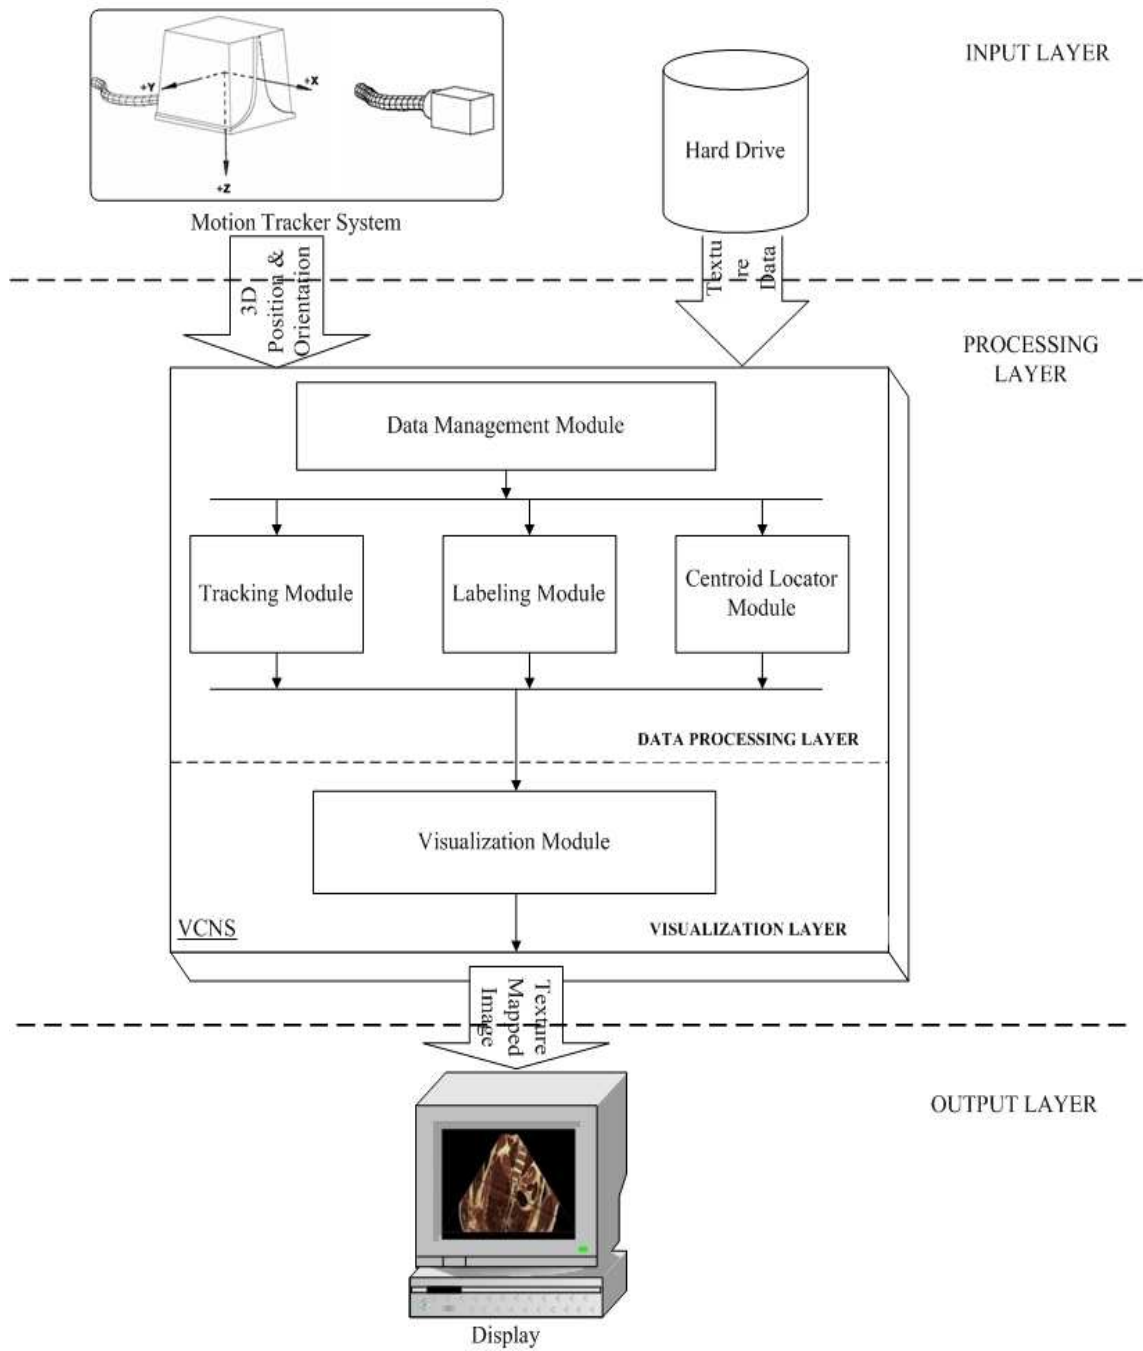 INPUT LAYER
+Y
+X
+Z
Hard Drive
Motion Tracker System
3D
Position &
Orientation
Textu
re
Data
PROCESSING
LAYER
Data Management Module
Tracking Module
Labeling Module
Centroid Locator
Module
DATA PROCESSING LAYER
Visualization Module
VCNS
VISUALIZATION LAYER
Texture
Mapped
Image
OUTPUT LAYER
Display